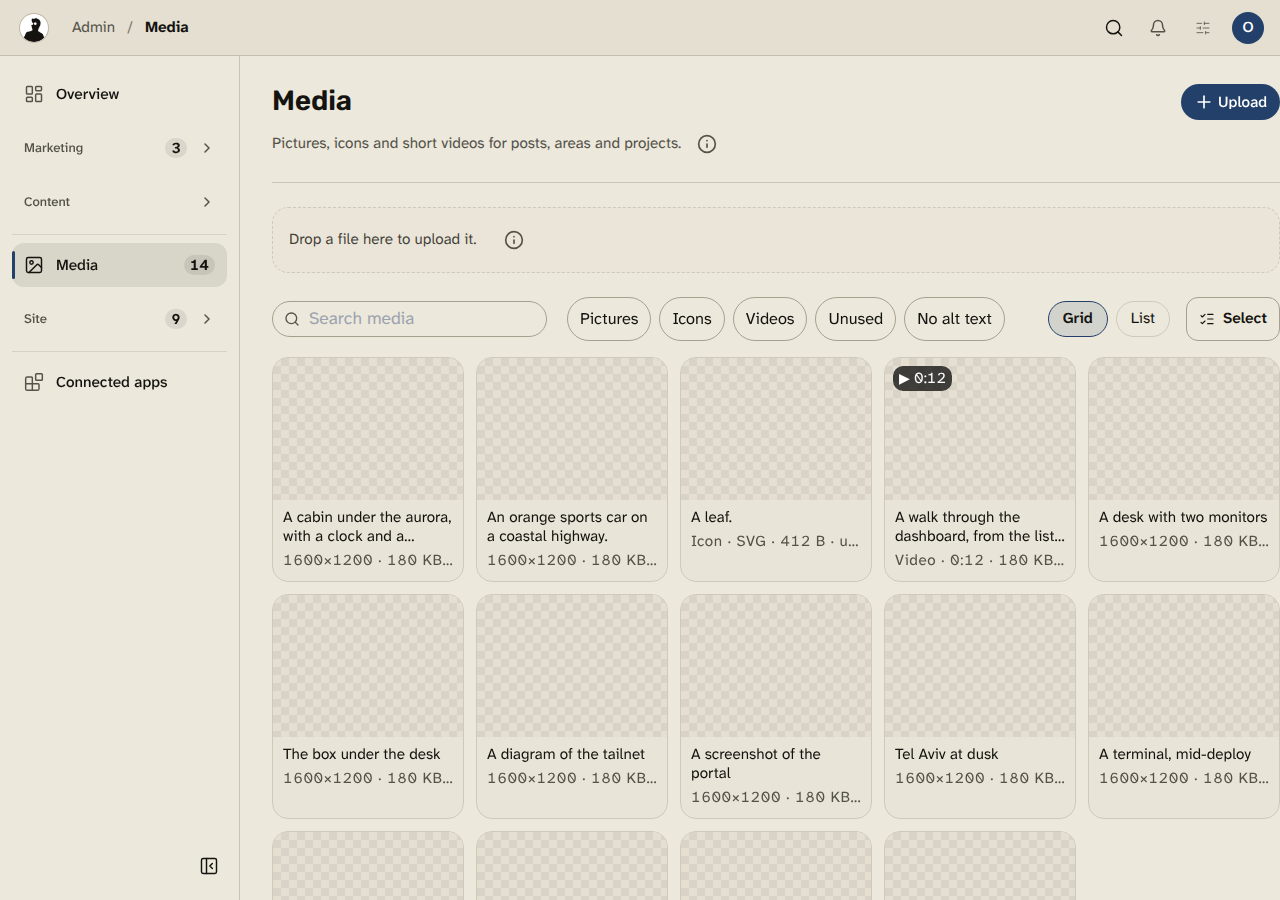 Admin / Media
O
Overview
Marketing 3
Content
Media 14
Site 9
Connected apps
Media
Upload
Pictures, icons and short videos for posts, areas and projects.
Drop a file here to upload it.
Search media
Pictures
Icons
Videos
Unused
No alt text
Grid
List
Select
A cabin under the aurora,
with a clock and a…
1600×1200 · 180 KB…
An orange sports car on
a coastal highway.
1600×1200 · 180 KB…
A leaf.
Icon · SVG · 412 B · u…
▶ 0:12
A walk through the
dashboard, from the list…
Video · 0:12 · 180 KB…
A desk with two monitors
1600×1200 · 180 KB…
The box under the desk
1600×1200 · 180 KB…
A diagram of the tailnet
1600×1200 · 180 KB…
A screenshot of the
portal
1600×1200 · 180 KB…
Tel Aviv at dusk
1600×1200 · 180 KB…
A terminal, mid-deploy
1600×1200 · 180 KB…